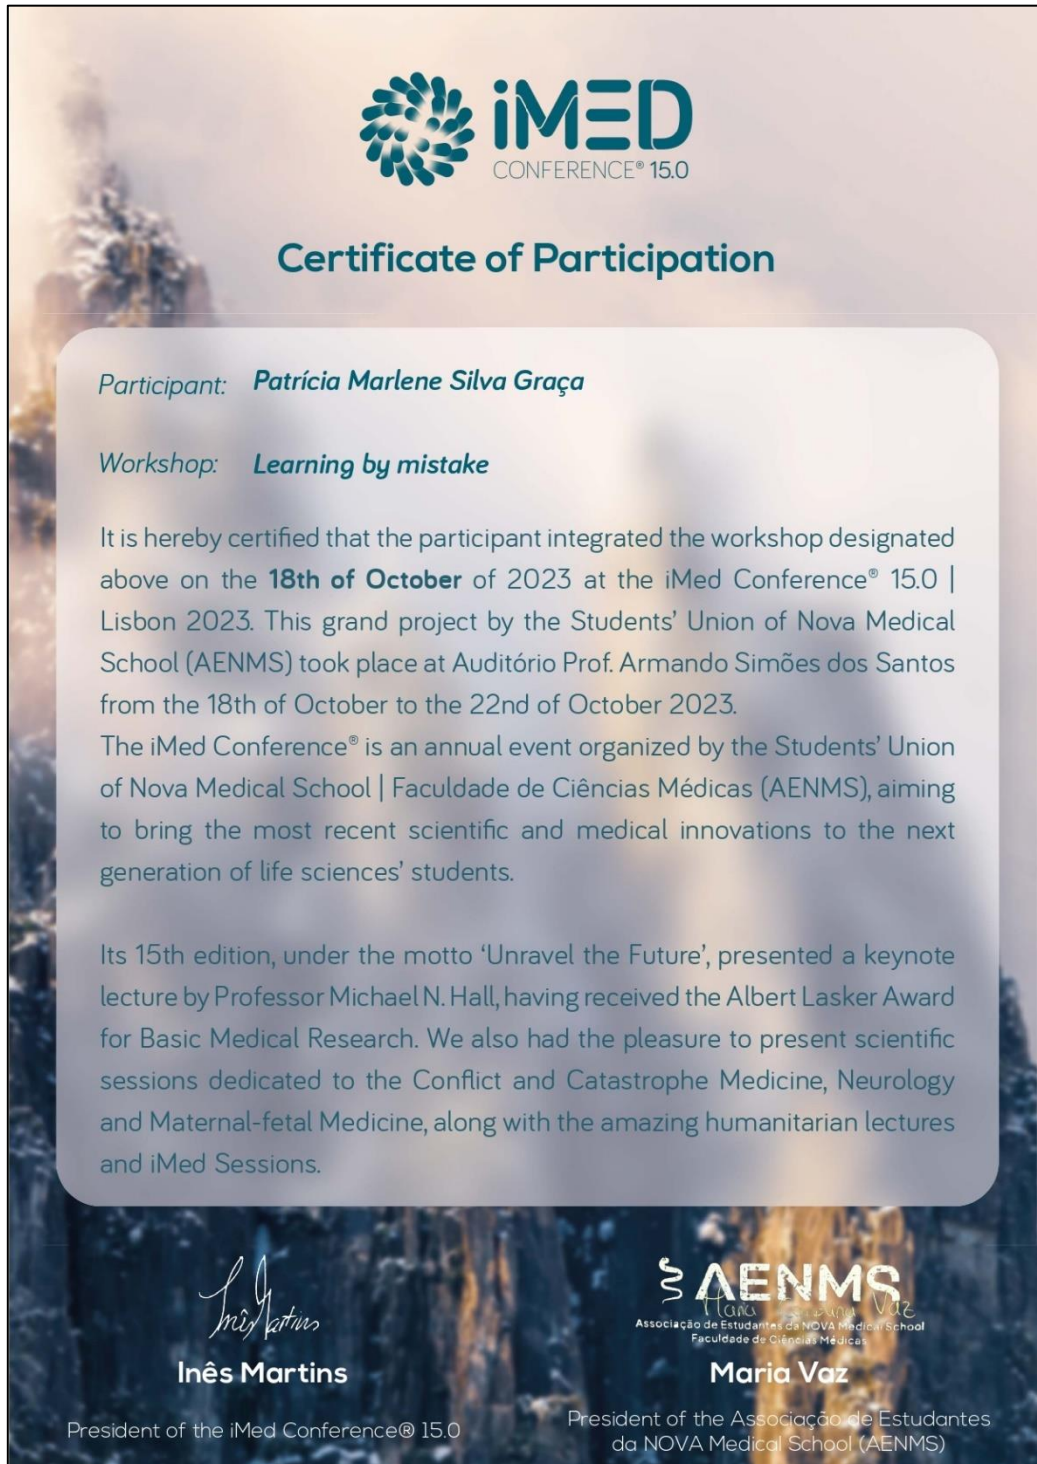 iMED
CONFERENCE® 15.0
Certificate of Participation
Participant: Patrícia Marlene Silva Graça
Workshop: Learning by mistake
It is hereby certified that the participant integrated the workshop designated
above on the 18th of October of 2023 at the iMed Conference® 15.0 |
Lisbon 2023. This grand project by the Students’ Union of Nova Medical
School (AENMS) took place at Auditório Prof. Armando Simões dos Santos
from the 18th of October to the 22nd of October 2023.
The iMed Conference® is an annual event organized by the Students’ Union
of Nova Medical School | Faculdade de Ciências Médicas (AENMS), aiming
to bring the most recent scientific and medical innovations to the next
generation of life sciences’ students.
Its 15th edition, under the motto ‘Unravel the Future’, presented a keynote
lecture by Professor Michael N. Hall, having received the Albert Lasker Award
for Basic Medical Research. We also had the pleasure to present scientific
sessions dedicated to the Conflict and Catastrophe Medicine, Neurology
and Maternal-fetal Medicine, along with the amazing humanitarian lectures
and iMed Sessions.
Inês Martins
Inês Martins
President of the iMed Conference® 15.0
AENMS
Maria Vaz
Associação de Estudantes da NOVA Medical School
Faculdade de Ciências Médicas
Maria Vaz
President of the Associação de Estudantes
da NOVA Medical School (AENMS)